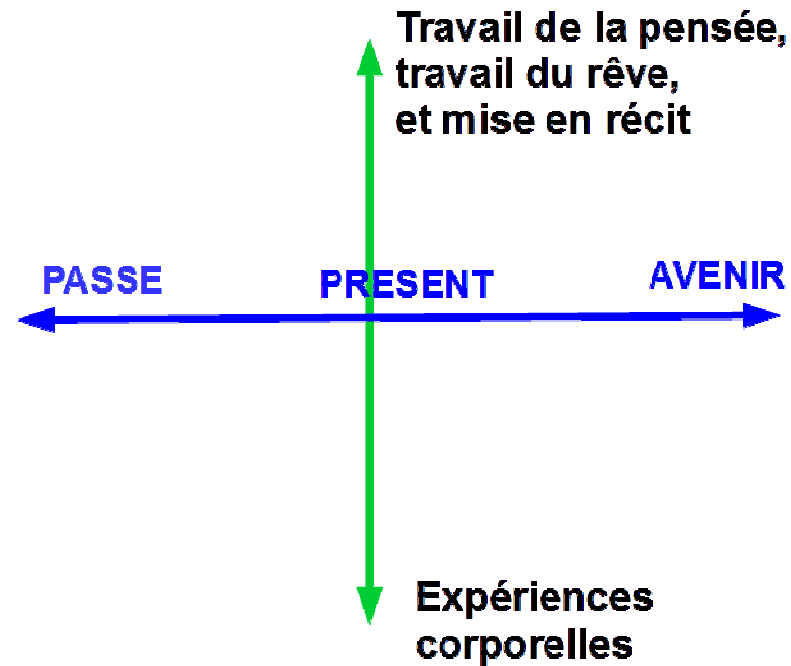 Travail de la pensée,
travail du rêve,
et mise en récit
PASSE PRESENT AVENIR
Expériences
corporelles